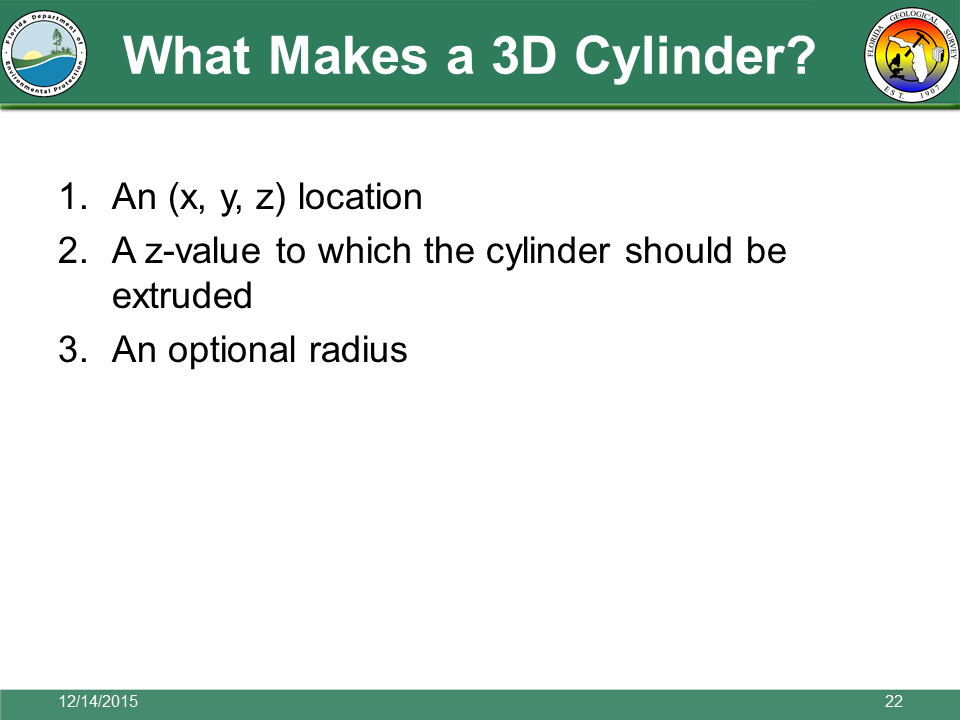 What Makes a 3D Cylinder?
Florida Department of
Environmental Protection
FLORIDA GEOLOGICAL SURVEY
EST. 1907
1. An (x, y, z) location
2. A z-value to which the cylinder should be
extruded
3. An optional radius
12/14/2015
22